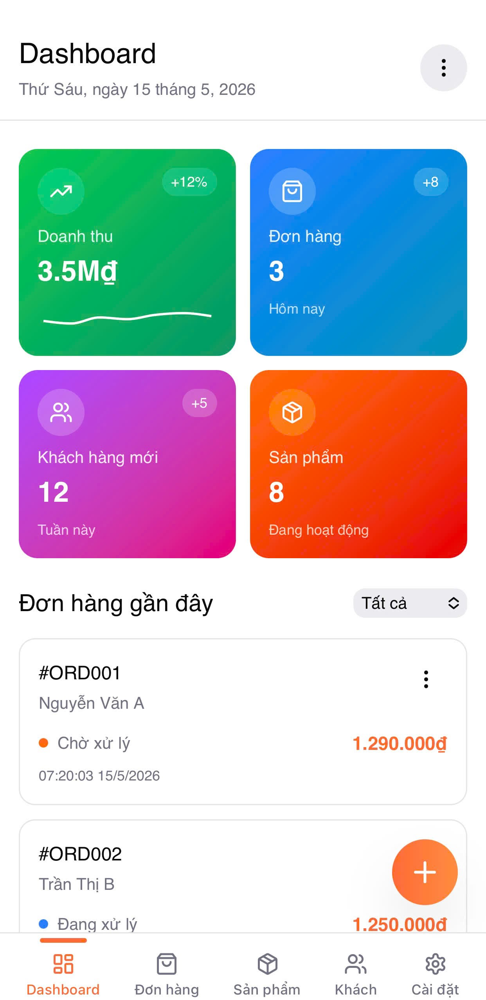 Dashboard
Thứ Sáu, ngày 15 tháng 5, 2026
+12%
Doanh thu
3.5M₫
+8
Đơn hàng
3
Hôm nay
+5
Khách hàng mới
12
Tuần này
Sản phẩm
8
Đang hoạt động
Đơn hàng gần đây
Tất cả
#ORD001
Nguyễn Văn A
Chờ xử lý
1.290.000₫
07:20:03 15/5/2026
#ORD002
Trần Thị B
Đang xử lý
1.250.000₫
Dashboard
Đơn hàng
Sản phẩm
Khách
Cài đặt